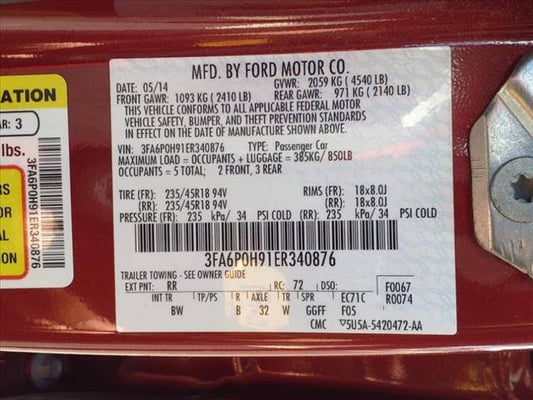 MFD. BY FORD MOTOR CO.
DATE: 05/14 GVWR: 2059 KG ( 4540 LB)
FRONT GAWR: 1093 KG ( 2410 LB) REAR GAWR: 971 KG ( 2140 LB)
THIS VEHICLE CONFORMS TO ALL APPLICABLE FEDERAL MOTOR
VEHICLE SAFETY, BUMPER, AND THEFT PREVENTION STANDARDS
IN EFFECT ON THE DATE OF MANUFACTURE SHOWN ABOVE.
VIN: 3FA6P0H91ER340876 TYPE: Passenger Car
MAXIMUM LOAD = OCCUPANTS + LUGGAGE = 385KG/ 850LB
OCCUPANTS = 5 TOTAL; 2 FRONT, 3 REAR
TIRE (FR): 235/45R18 94V RIMS (FR): 18x8.0J
(RR): 235/45R18 94V (RR): 18x8.0J
PRESSURE (FR): 235 kPa/ 34 PSI COLD (RR): 235 kPa/ 34 PSI COLD
3FA6P0H91ER340876
TRAILER TOWING - SEE OWNER GUIDE
EXT PNT: RR RC: 72 DSO: F0067
INT TR TP/PS R AXLE TR SPR EC71C R0074
BW B 32 W GGFF F05
CMC ▽5U5A-5420472-AA
ATION
AR: 3
lbs.
RS
R
ON
3FA6P0H91ER340876